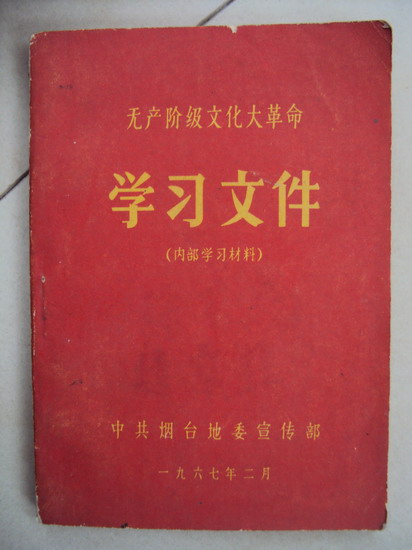 无产阶级文化大革命
学习文件
(内部学习材料)
中共烟台地委宣传部
一九六七年二月